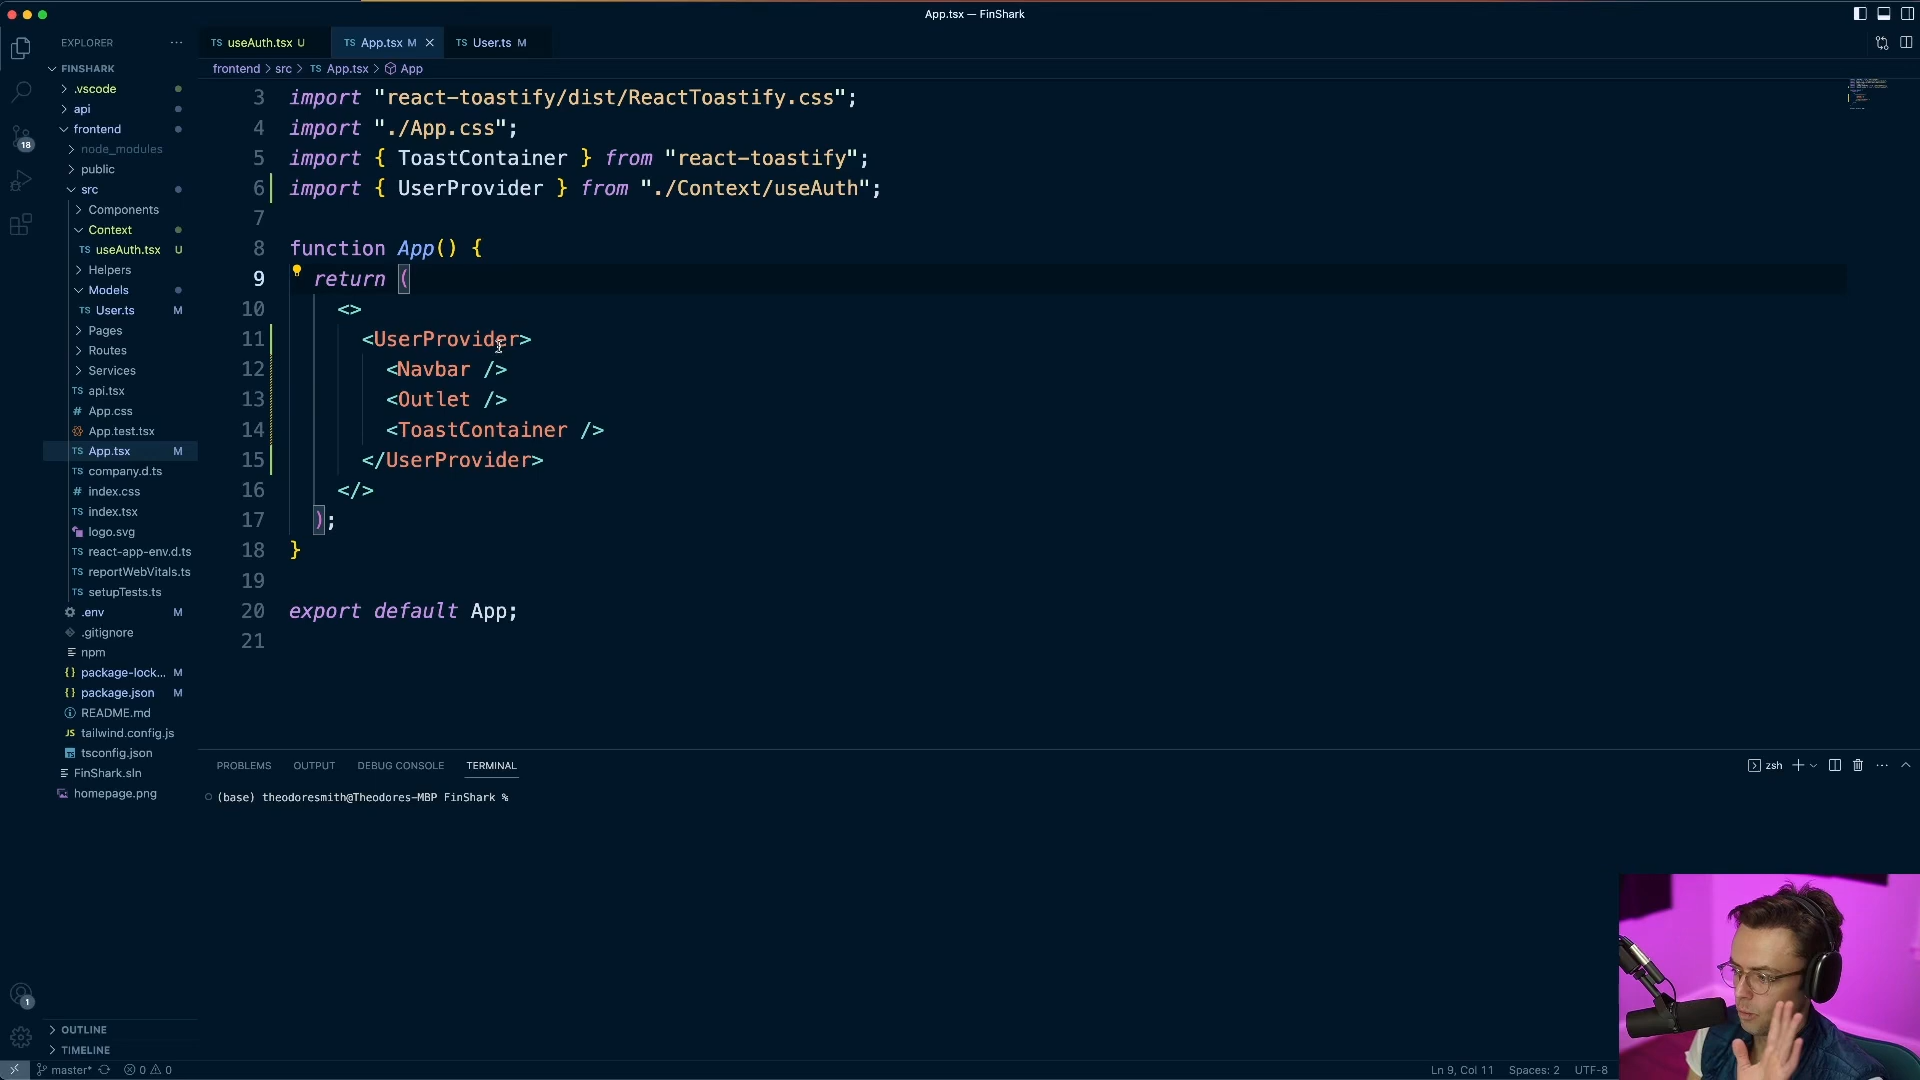 App.tsx — FinShark
EXPLORER
FINSHARK
.vscode
api
frontend
node_modules
public
src
Components
Context
TS useAuth.tsx U
Helpers
Models
TS User.ts M
Pages
Routes
Services
TS api.tsx
# App.css
App.test.tsx
TS App.tsx M
TS company.d.ts
# index.css
TS index.tsx
logo.svg
TS react-app-env.d.ts
TS reportWebVitals.ts
TS setupTests.ts
.env M
.gitignore
npm
{} package-lock... M
{} package.json M
README.md
JS tailwind.config.js
tsconfig.json
FinShark.sln
homepage.png
OUTLINE
TIMELINE
18
1
TS useAuth.tsx U
TS App.tsx M
TS User.ts M
frontend > src > TS App.tsx > App
3 import "react-toastify/dist/ReactToastify.css";
4 import "./App.css";
5 import { ToastContainer } from "react-toastify";
6 import { UserProvider } from "./Context/useAuth";
7
8 function App() {
9 return (
10 <>
11 <UserProvider>
12 <Navbar />
13 <Outlet />
14 <ToastContainer />
15 </UserProvider>
16 </>
17 );
18 }
19
20 export default App;
21
PROBLEMS OUTPUT DEBUG CONSOLE TERMINAL
zsh
(base) theodoresmith@Theodores-MBP FinShark %
master* 0 0
Ln 9, Col 11 Spaces: 2 UTF-8